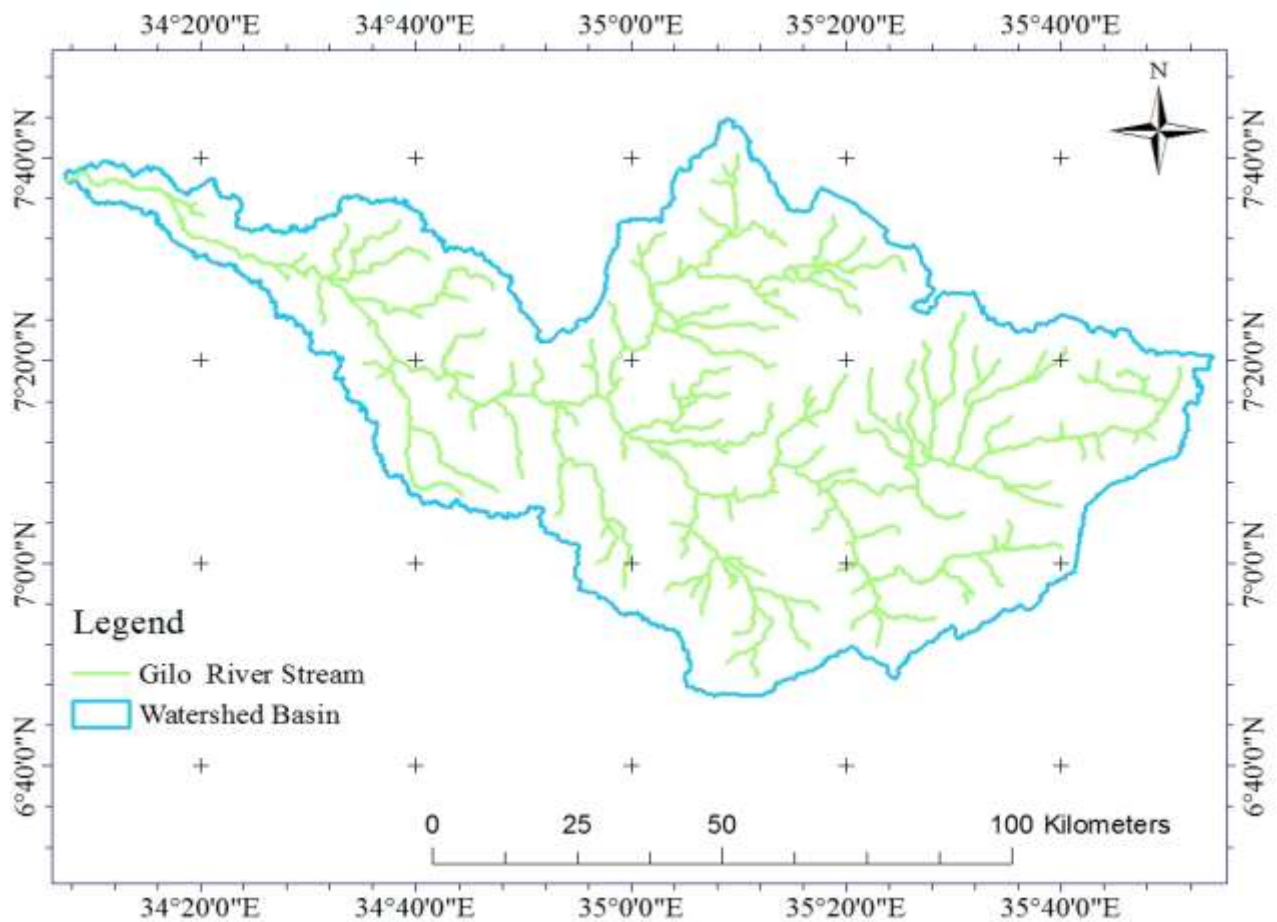 34°20'0"E 34°40'0"E 35°0'0"E 35°20'0"E 35°40'0"E
N
7°40'0"N 7°40'0"N
7°20'0"N 7°20'0"N
7°0'0"N 7°0'0"N
Legend
Gilo River Stream
Watershed Basin
6°40'0"N 6°40'0"N
0 25 50 100 Kilometers
34°20'0"E 34°40'0"E 35°0'0"E 35°20'0"E 35°40'0"E